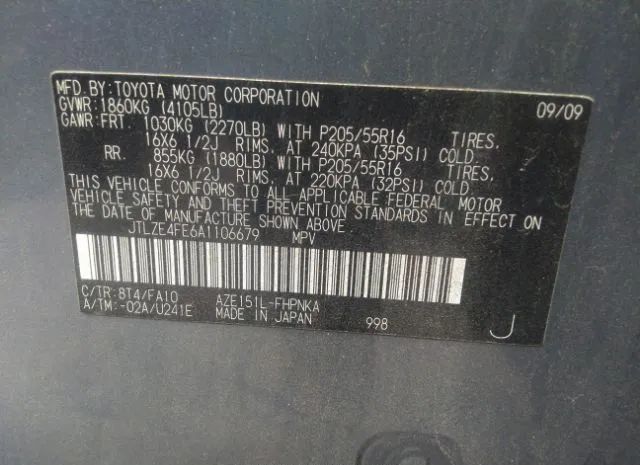 MFD. BY: TOYOTA MOTOR CORPORATION 09/09
GVWR: 1860KG (4105LB)
GAWR: FRT. 1030KG (2270LB) WITH P205/55R16 TIRES,
16X6 1/2J RIMS, AT 240KPA (35PSI) COLD.
RR. 855KG (1880LB) WITH P205/55R16 TIRES,
16X6 1/2J RIMS, AT 220KPA (32PSI) COLD.
THIS VEHICLE CONFORMS TO ALL APPLICABLE FEDERAL MOTOR
VEHICLE SAFETY AND THEFT PREVENTION STANDARDS IN EFFECT ON
THE DATE OF MANUFACTURE SHOWN ABOVE.
JTLZE4FE6A1106679 MPV
C/TR: 8T4/FA10 AZE151L-FHPNKA
A/TM: -02A/U241E MADE IN JAPAN 998 J